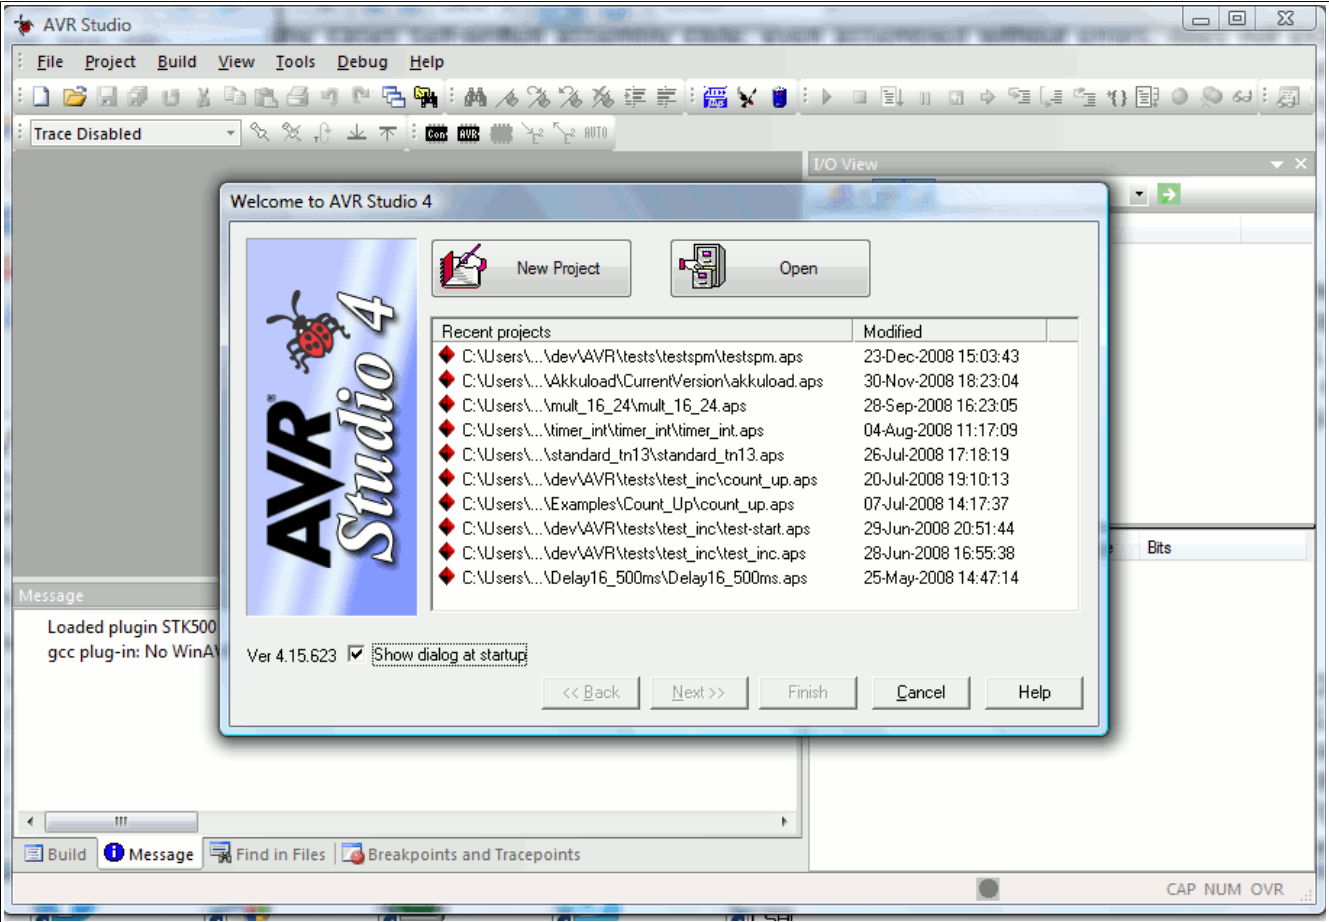 AVR Studio
File Project Build View Tools Debug Help
Trace Disabled
Con AVR AUTO
I/O View
Welcome to AVR Studio 4
AVR Studio 4
New Project Open
Recent projects Modified
C:\Users\...\dev\AVR\tests\testspm\testspm.aps 23-Dec-2008 15:03:43
C:\Users\...\Akkuload\CurrentVersion\akkuload.aps 30-Nov-2008 18:23:04
C:\Users\...\mult_16_24\mult_16_24.aps 28-Sep-2008 16:23:05
C:\Users\...\timer_int\timer_int\timer_int.aps 04-Aug-2008 11:17:09
C:\Users\...\standard_tn13\standard_tn13.aps 26-Jul-2008 17:18:19
C:\Users\...\dev\AVR\tests\test_inc\count_up.aps 20-Jul-2008 19:10:13
C:\Users\...\Examples\Count_Up\count_up.aps 07-Jul-2008 14:17:37
C:\Users\...\dev\AVR\tests\test_inc\test-start.aps 29-Jun-2008 20:51:44
C:\Users\...\dev\AVR\tests\test_inc\test_inc.aps 28-Jun-2008 16:55:38
C:\Users\...\Delay16_500ms\Delay16_500ms.aps 25-May-2008 14:47:14
Bits
Message
Loaded plugin STK500
gcc plug-in: No WinAV
Ver 4.15.623 Show dialog at startup
<< Back Next >> Finish Cancel Help
Build Message Find in Files Breakpoints and Tracepoints
CAP NUM OVR